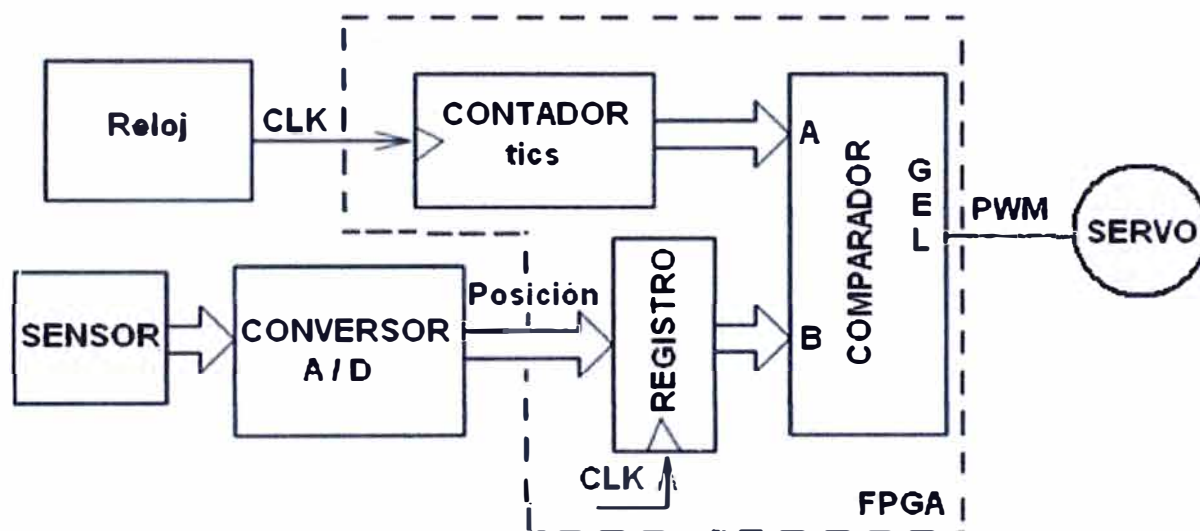 Reloj
CLK
CONTADOR
tics
A
COMPARADOR
G
E
L
PWM
SERVO
SENSOR
CONVERSOR
A / D
Posición
REGISTRO
B
CLK
FPGA